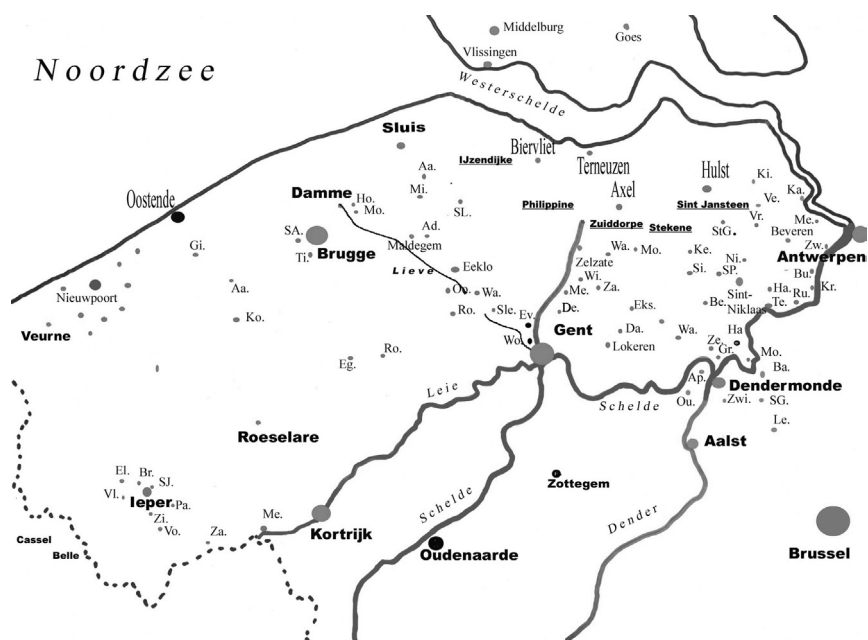 Middelburg
Goes
Vlissingen
Noordzee
Westerschelde
Sluis
Biervliet
IJzendijke
Terneuzen
Aa.
Hulst
Ki.
Axel
Mi.
Damme
Ho.
Mo.
SL.
Ve.
Ka.
Oostende
Philippine
Sint Jansteen
Zuiddorpe
Stekene
StG.
Vr.
Me.
Beveren
SA.
Ad.
Maldegem
Gi.
Brugge
Ti.
Lieve
Eeklo
Zelzate
Wa.
Mo.
Ke.
Zw.
Antwerpen
Ni.
Wi.
Si.
SP.
Bu.
Aa.
Nieuwpoort
Oo.
Wa.
Me.
Za.
Sint-
Niklaas
Ha.
Kr.
Ru.
Te.
Be.
Ko.
Ro.
Sle.
De.
Eks.
Ev.
Veurne
Gent
Da.
Wa.
Ha
Wo.
Lokeren
Ze.
Gr.
Mo.
Eg.
Ro.
Ba.
Ap.
Leie
Dendermonde
Schelde
Ou.
Zwi.
SG.
Le.
Roeselare
Aalst
El.
Br.
SJ.
Zottegem
Vl.
Ieper
Pa.
Zi.
Vo.
Schelde
Dender
Me.
Za.
Kortrijk
Cassel
Belle
Oudenaarde
Brussel